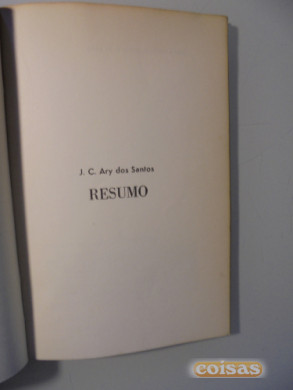 J. C. Ary dos Santos
RESUMO
coisas